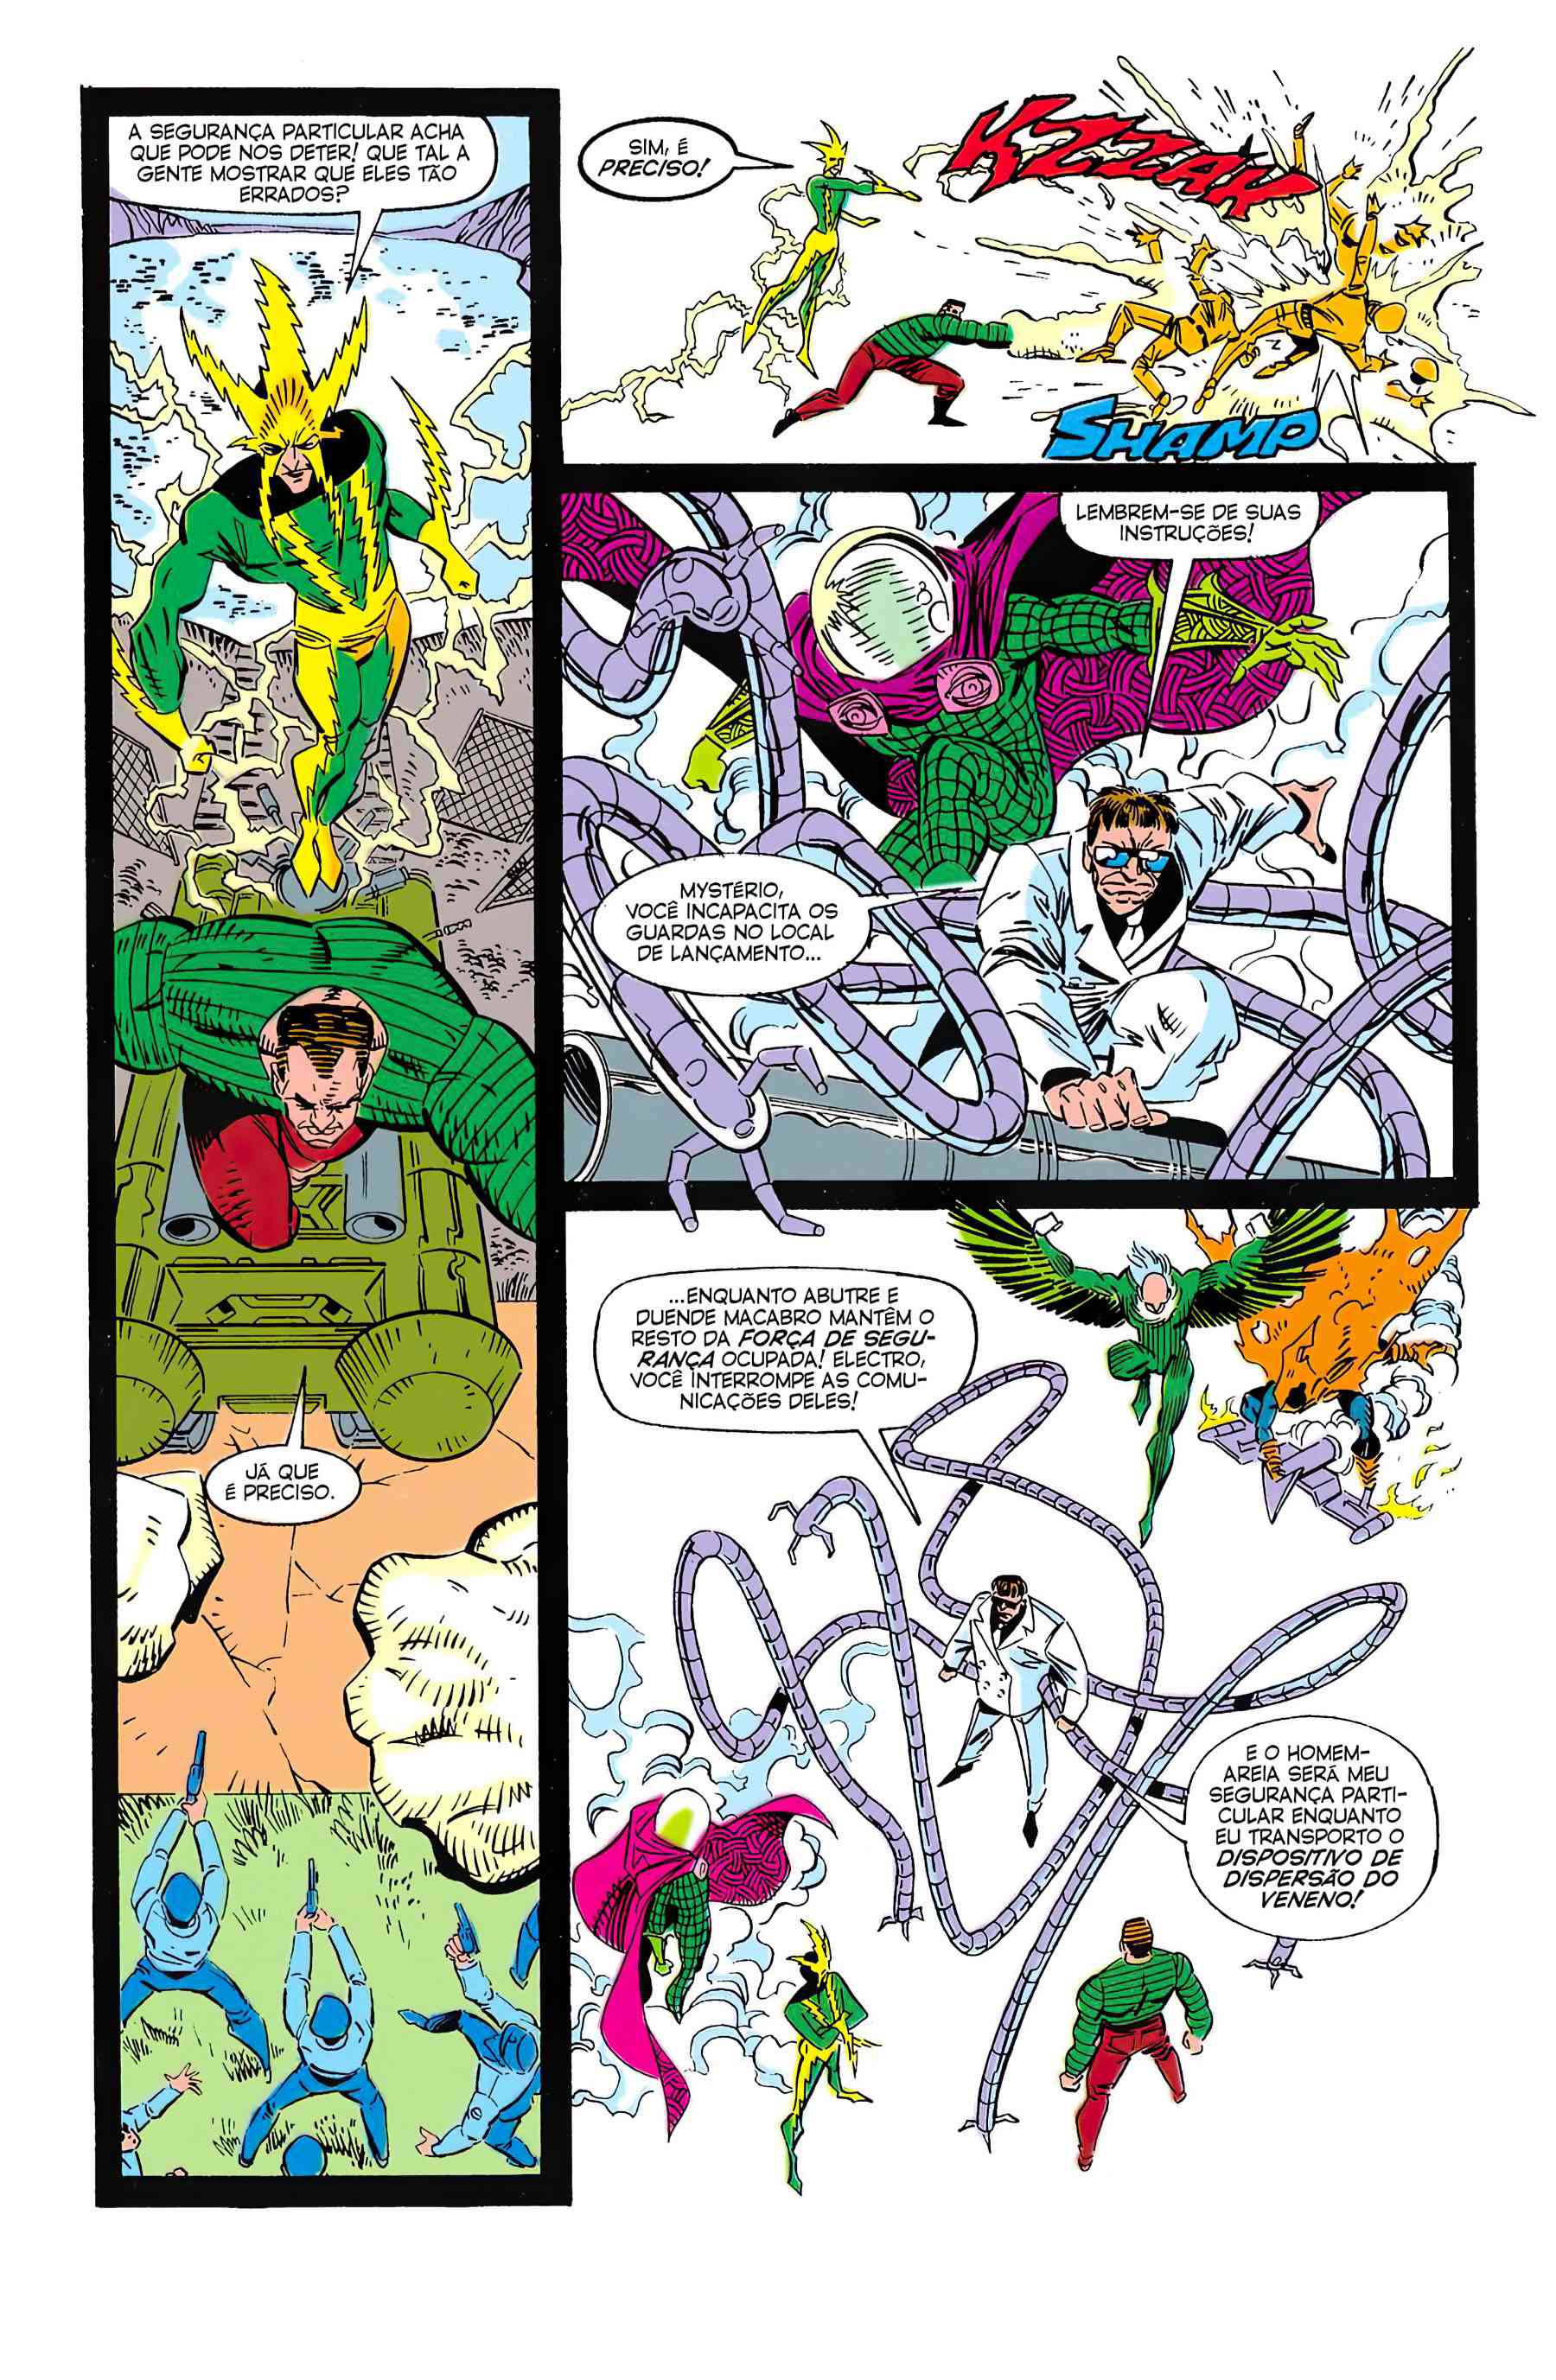 A SEGURANÇA PARTICULAR ACHA
QUE PODE NOS DETER! QUE TAL A
GENTE MOSTRAR QUE ELES TÃO
ERRADOS?
JÁ QUE
É PRECISO.
SIM, É
PRECISO!
KZZAK
SHAMP
LEMBREM-SE DE SUAS
INSTRUÇÕES!
MYSTÉRIO,
VOCÊ INCAPACITA OS
GUARDAS NO LOCAL
DE LANÇAMENTO...
...ENQUANTO ABUTRE E
DUENDE MACABRO MANTÊM O
RESTO DA FORÇA DE SEGU-
RANÇA OCUPADA! ELECTRO,
VOCÊ INTERROMPE AS COMU-
NICAÇÕES DELES!
E O HOMEM-
AREIA SERÁ MEU
SEGURANÇA PARTI-
CULAR ENQUANTO
EU TRANSPORTO O
DISPOSITIVO DE
DISPERSÃO DO
VENENO!